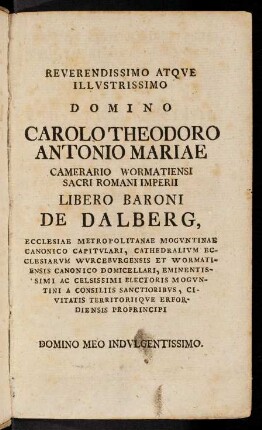 REVERENDISSIMO ATQVE
ILLVSTRISSIMO
DOMINO
CAROLO THEODORO
ANTONIO MARIAE
CAMERARIO WORMATIENSI
SACRI ROMANI IMPERII
LIBERO BARONI
DE DALBERG,
ECCLESIAE METROPOLITANAE MOGVNTINAE
CANONICO CAPITVLARI, CATHEDRALIVM EC-
CLESIARVM WVRCEBVRGENSIS ET WORMATI-
ENSIS CANONICO DOMICELLARI, EMINENTIS-
SIMI AC CELSISSIMI ELECTORIS MOGVN-
TINI A CONSILIIS SANCTIORIBVS, CI-
VITATIS TERRITORIIQVE ERFOR-
DIENSIS PROPRINCIPI
DOMINO MEO INDVLGENTISSIMO.